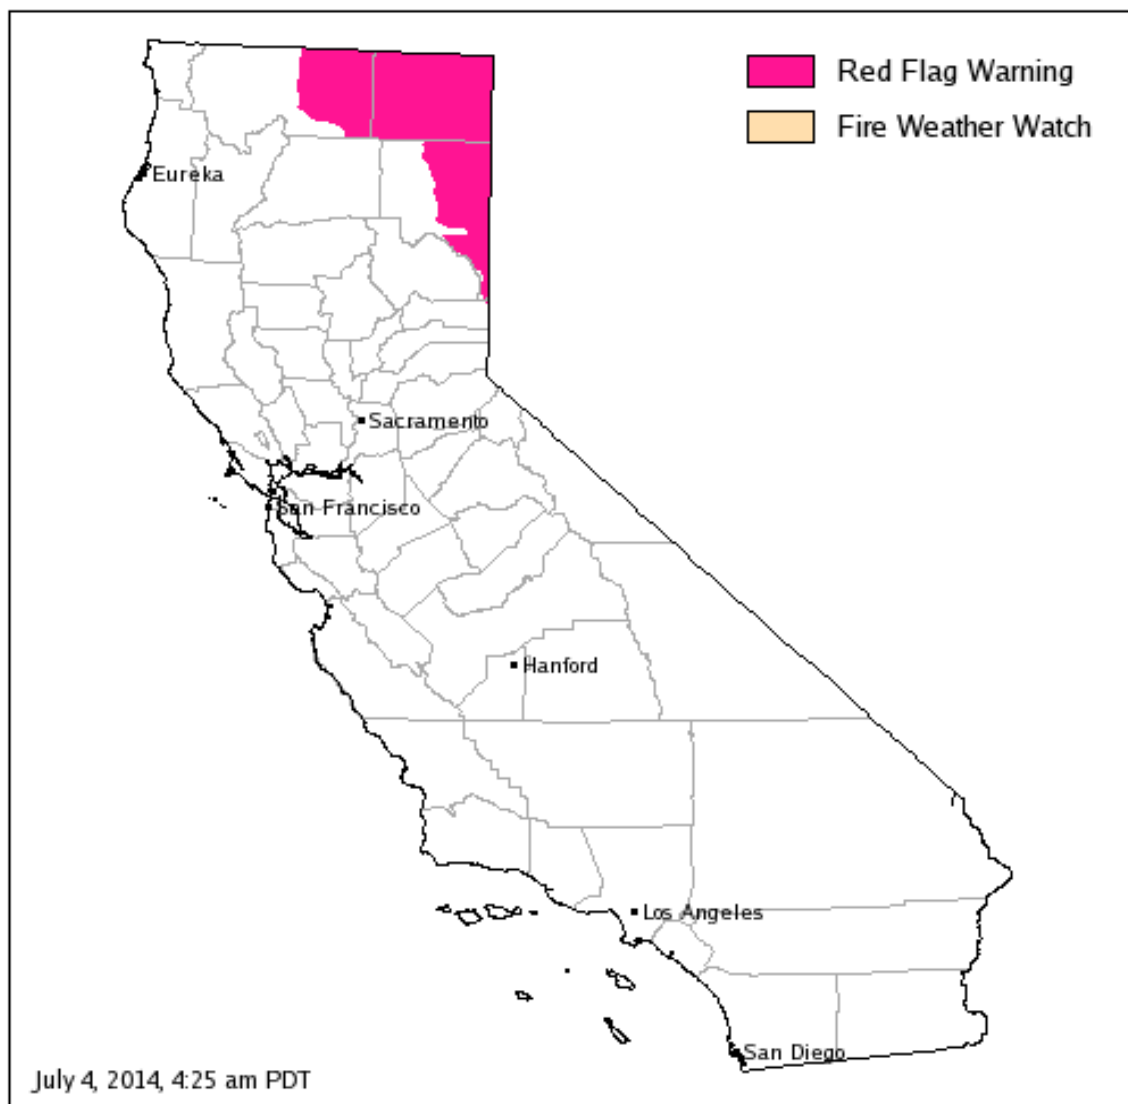 Red Flag Warning
Fire Weather Watch
Eureka
Sacramento
San Francisco
Hanford
Los Angeles
San Diego
July 4, 2014, 4:25 am PDT